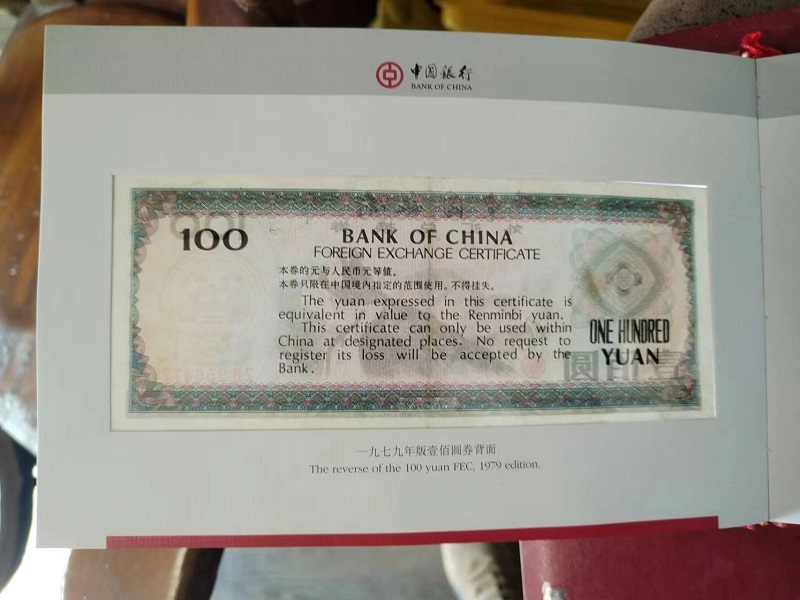 中国银行
BANK OF CHINA
100
BANK OF CHINA
FOREIGN EXCHANGE CERTIFICATE
本券的元与人民币元等值。
本券只限在中国境内指定的范围使用。不得挂失。
The yuan expressed in this certificate is
equivalent in value to the Renminbi yuan.
This certificate can only be used within
China at designated places. No request to
register its loss will be accepted by the
Bank.
ONE HUNDRED
YUAN
一九七九年版壹佰圆券背面
The reverse of the 100 yuan FEC, 1979 edition.